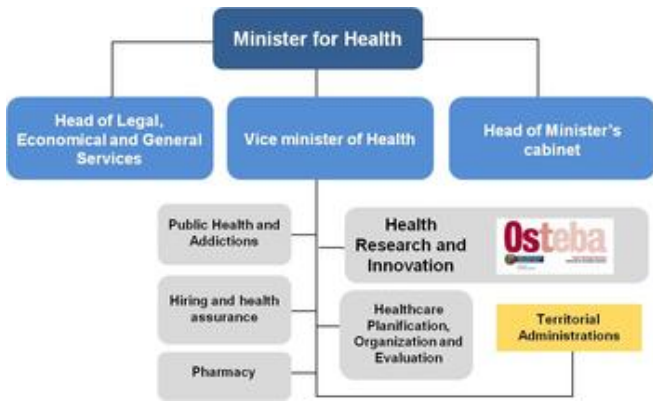 Minister for Health
Head of Legal,
Economical and General
Services
Vice minister of Health
Head of Minister's
cabinet
Public Health and
Addictions
Health
Research and
Innovation
Osteba
Hiring and health
assurance
Healthcare
Planification,
Organization and
Evaluation
Territorial
Administrations
Pharmacy